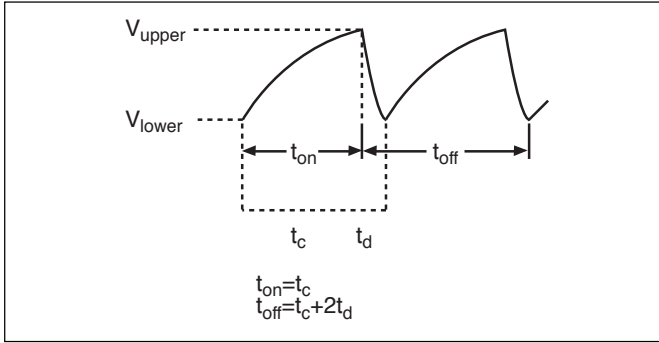 Vupper
Vlower
ton
toff
tc
td
ton=tc
toff=tc+2td